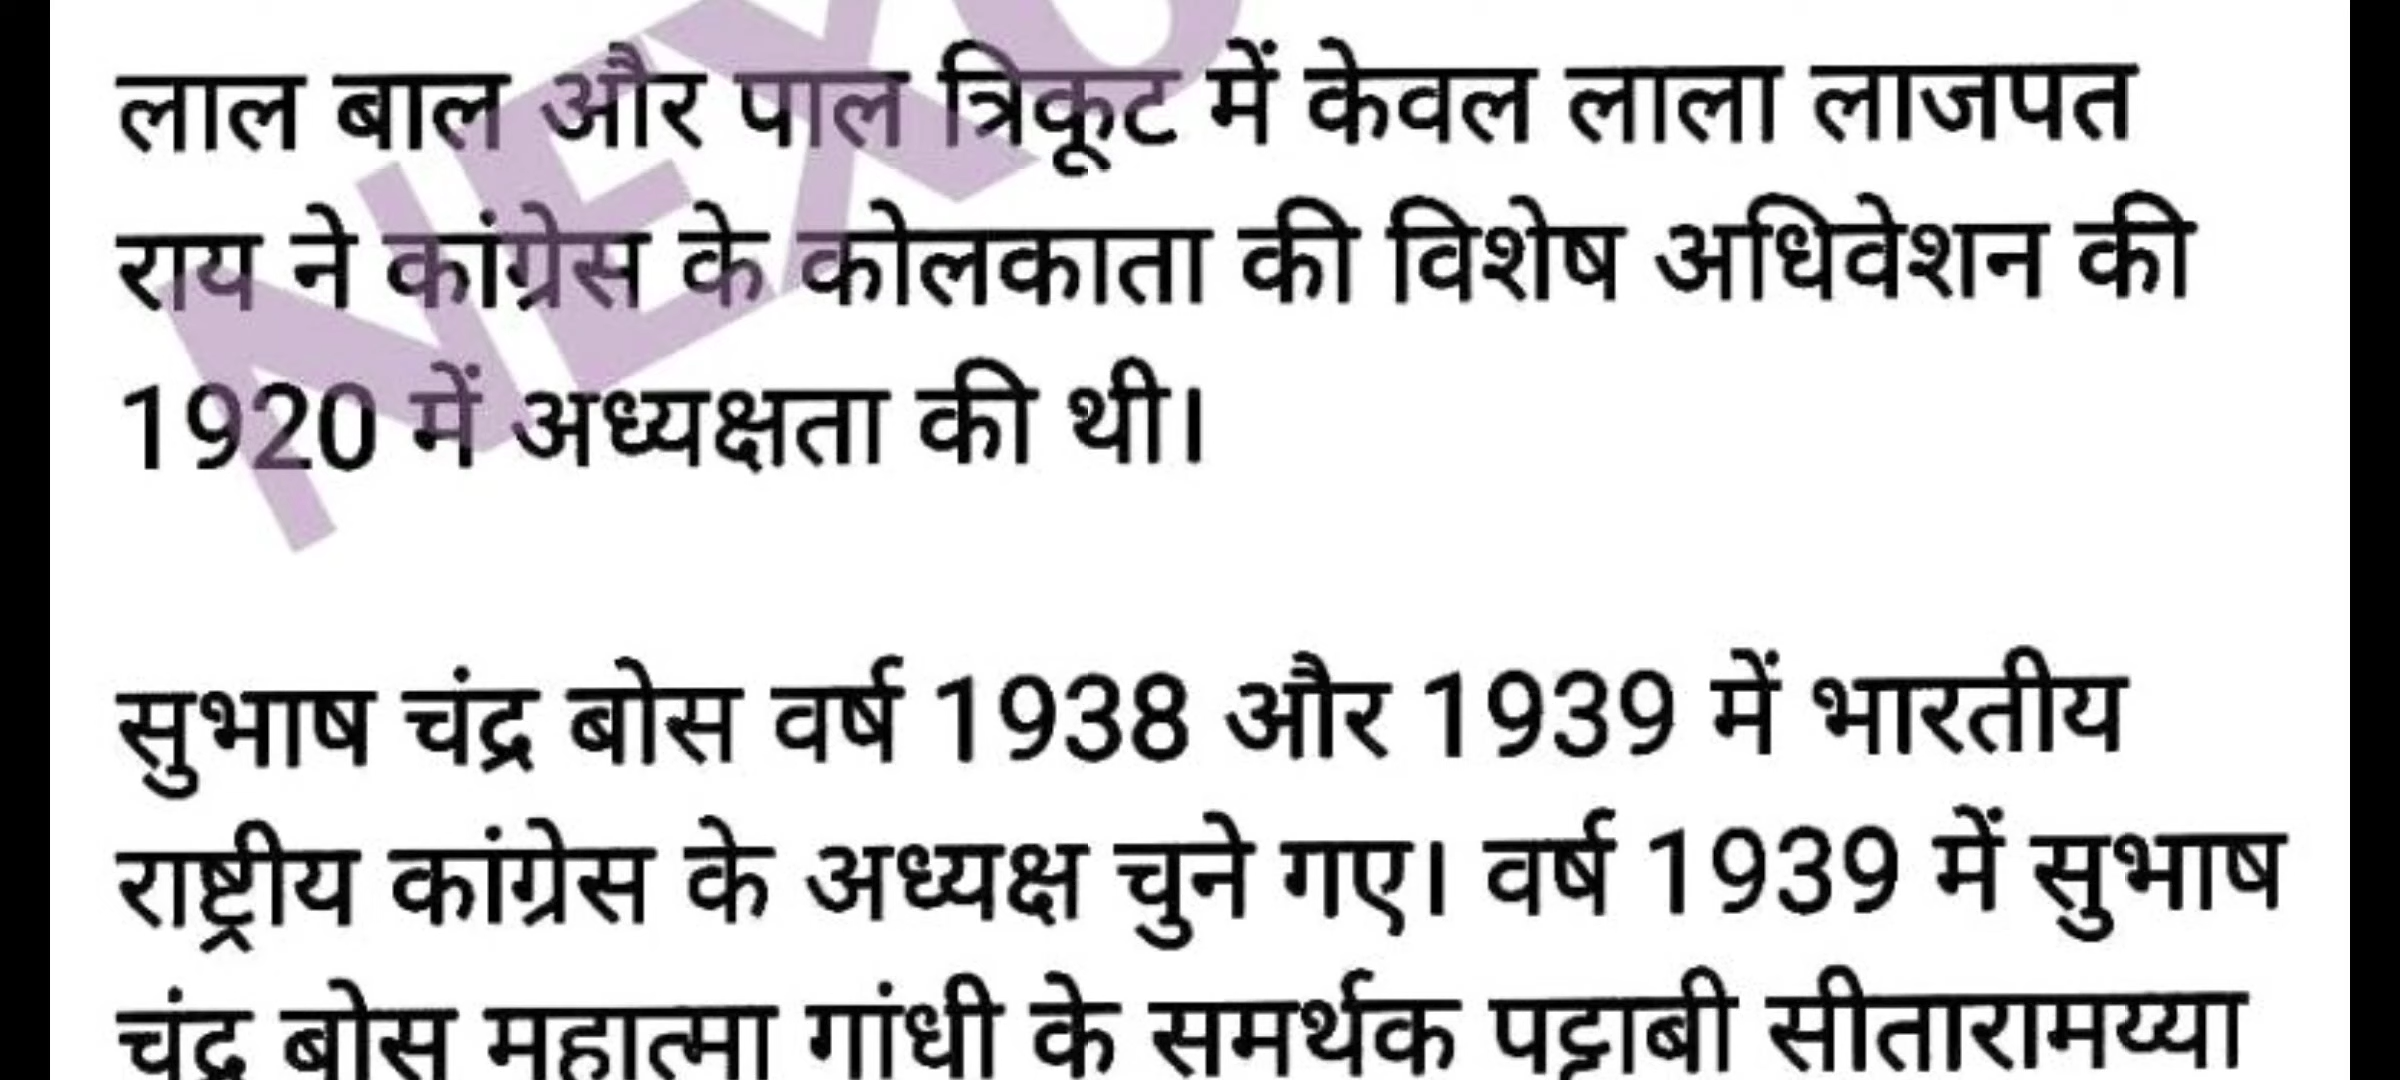 लाल बाल और पाल त्रिकूट में केवल लाला लाजपत
राय ने कांग्रेस के कोलकाता की विशेष अधिवेशन की
1920 में अध्यक्षता की थी।
सुभाष चंद्र बोस वर्ष 1938 और 1939 में भारतीय
राष्ट्रीय कांग्रेस के अध्यक्ष चुने गए। वर्ष 1939 में सुभाष
चंद्र बोस महात्मा गांधी के समर्थक पट्टाबी सीतारामय्या